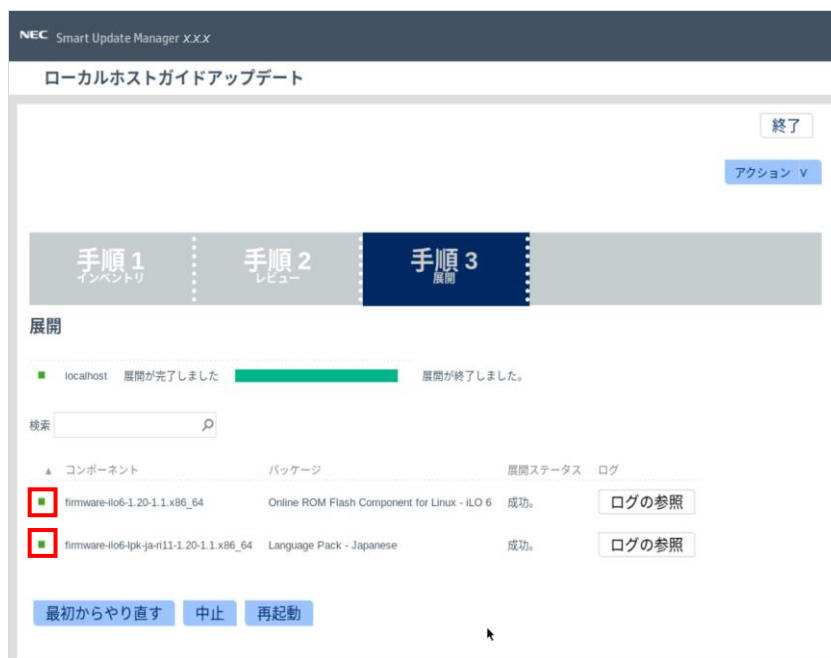 NEC Smart Update Manager X.X.X
ローカルホストガイドアップデート
終了
アクション ∨
手順 1
インベントリ
手順 2
レビュー
手順 3
展開
展開
localhost 展開が完了しました 展開が終了しました。
検索
▲ コンポーネント パッケージ 展開ステータス ログ
firmware-ilo6-1.20-1.1.x86_64 Online ROM Flash Component for Linux - iLO 6 成功。 ログの参照
firmware-ilo6-lpk-ja-ri11-1.20-1.1.x86_64 Language Pack - Japanese 成功。 ログの参照
最初からやり直す 中止 再起動